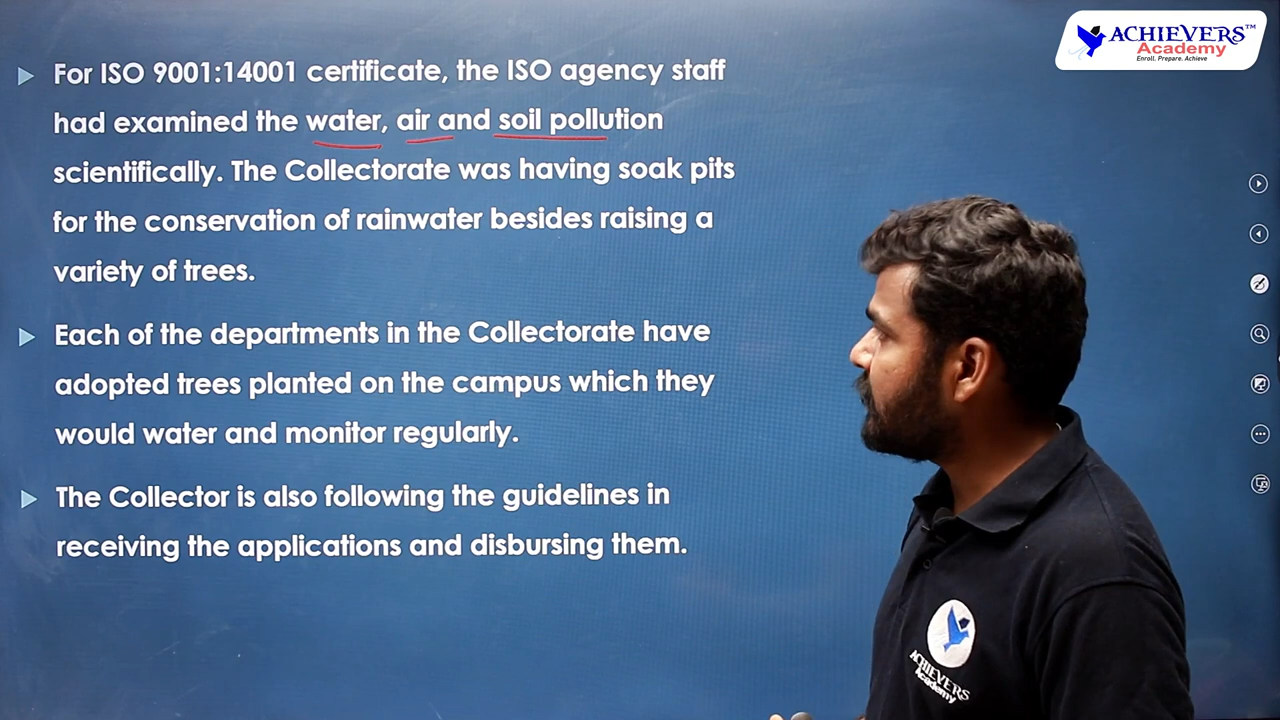 ACHIEVERS™
Academy
Enroll. Prepare. Achieve
For ISO 9001:14001 certificate, the ISO agency staff
had examined the water, air and soil pollution
scientifically. The Collectorate was having soak pits
for the conservation of rainwater besides raising a
variety of trees.
Each of the departments in the Collectorate have
adopted trees planted on the campus which they
would water and monitor regularly.
The Collector is also following the guidelines in
receiving the applications and disbursing them.
ACHIEVERS
Academy